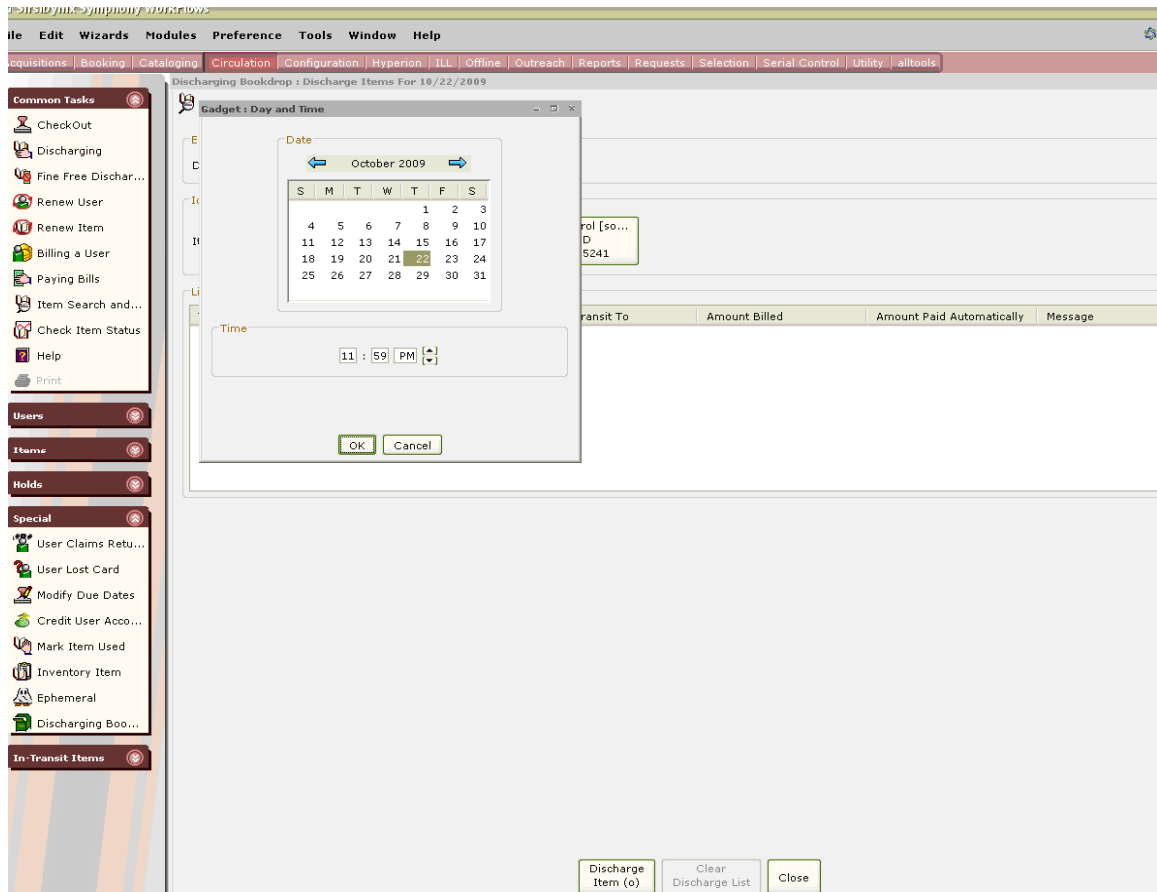 SirsiDynix Symphony WorkFlows
ile Edit Wizards Modules Preference Tools Window Help
cquisitions Booking Cataloging Circulation Configuration Hyperion ILL Offline Outreach Reports Requests Selection Serial Control Utility alltools
Discharging Bookdrop : Discharge Items For 10/22/2009
Common Tasks
CheckOut
Discharging
Fine Free Dischar...
Renew User
Renew Item
Billing a User
Paying Bills
Item Search and...
Check Item Status
Help
Print
Users
Items
Holds
Special
User Claims Retu...
User Lost Card
Modify Due Dates
Credit User Acco...
Mark Item Used
Inventory Item
Ephemeral
Discharging Boo...
In-Transit Items
Gadget : Day and Time
Date
October 2009
S M T W T F S
1 2 3
4 5 6 7 8 9 10
11 12 13 14 15 16 17
18 19 20 21 22 23 24
25 26 27 28 29 30 31
Time
11 : 59 PM
OK Cancel
rol [so...
D
5241
ransit To Amount Billed Amount Paid Automatically Message
Discharge Item (o)
Clear Discharge List
Close